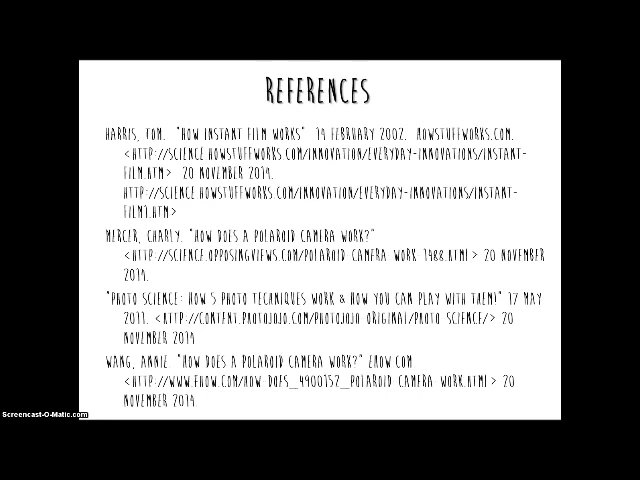 REFERENCES
HARRIS, TOM. "HOW INSTANT FILM WORKS" 14 FEBRUARY 2002. HOWSTUFFWORKS.COM.
<HTTP://SCIENCE.HOWSTUFFWORKS.COM/INNOVATION/EVERYDAY-INNOVATIONS/INSTANT-
FILM.HTM> 20 NOVEMBER 2014.
HTTP://SCIENCE.HOWSTUFFWORKS.COM/INNOVATION/EVERYDAY-INNOVATIONS/INSTANT-
FILM1.HTM>
MERCER, CHARLY. "HOW DOES A POLAROID CAMERA WORK?"
<HTTP://SCIENCE.OPPOSINGVIEWS.COM/POLAROID-CAMERA-WORK-1488.HTML> 20 NOVEMBER
2014.
"PHOTO SCIENCE: HOW 5 PHOTO TECHNIQUES WORK & HOW YOU CAN PLAY WITH THEM!" 17 MAY
2011. <HTTP://CONTENT.PHOTOJOJO.COM/PHOTOJOJO-ORIGINAL/PHOTO-SCIENCE/> 20
NOVEMBER 2014
WANG, ANNIE. "HOW DOES A POLAROID CAMERA WORK?" EHOW.COM
<HTTP://WWW.EHOW.COM/HOW-DOES_4900152_POLAROID-CAMERA-WORK.HTML> 20
NOVEMBER 2014.
Screencast-O-Matic.com